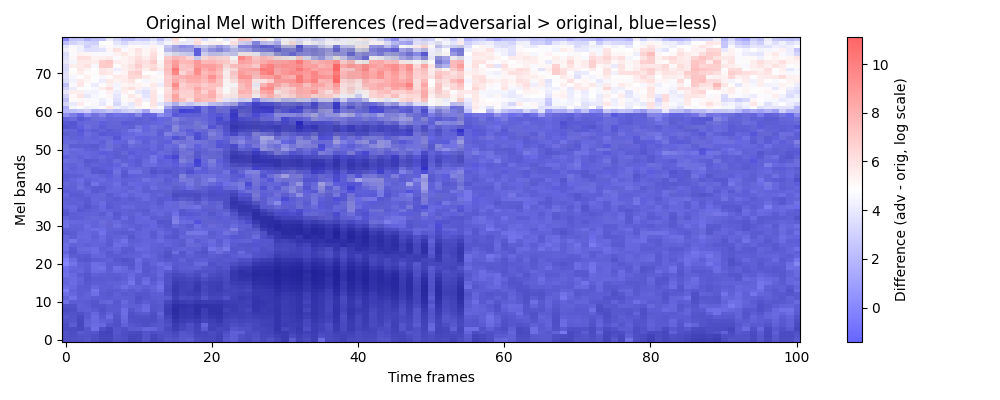 Original Mel with Differences (red=adversarial > original, blue=less)
Mel bands
70
60
50
40
30
20
10
0
0 20 40 60 80 100
Time frames
10
8
6
4
2
0
Difference (adv - orig, log scale)